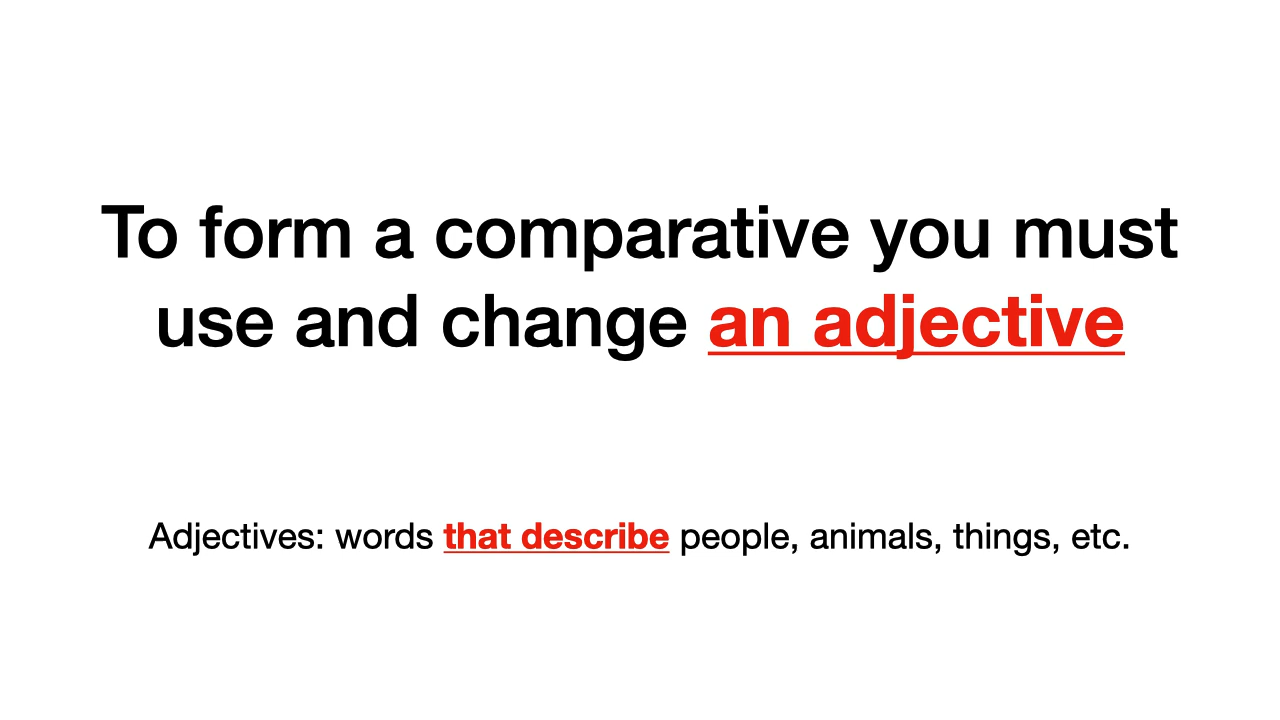 To form a comparative you must
use and change an adjective
Adjectives: words that describe people, animals, things, etc.